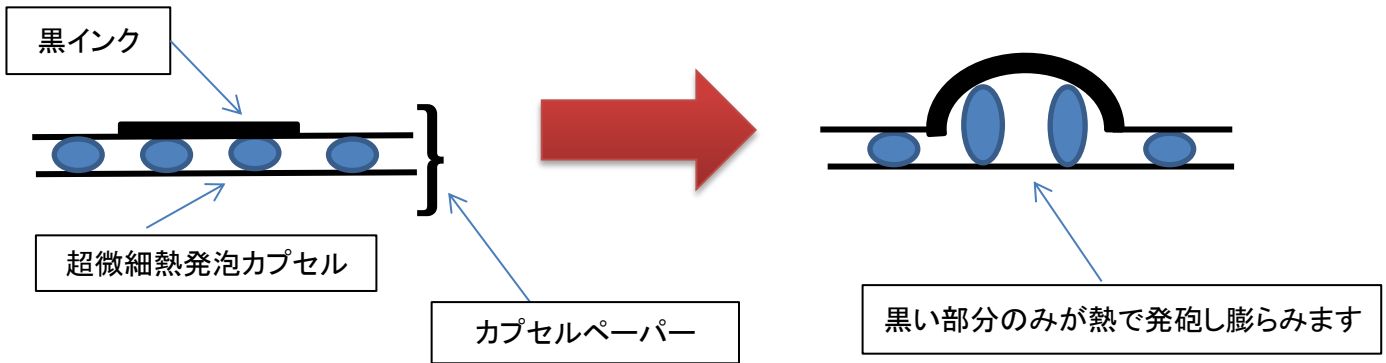 黒インク
超微細熱発泡カプセル
カプセルペーパー
黒い部分のみが熱で発砲し膨らみます